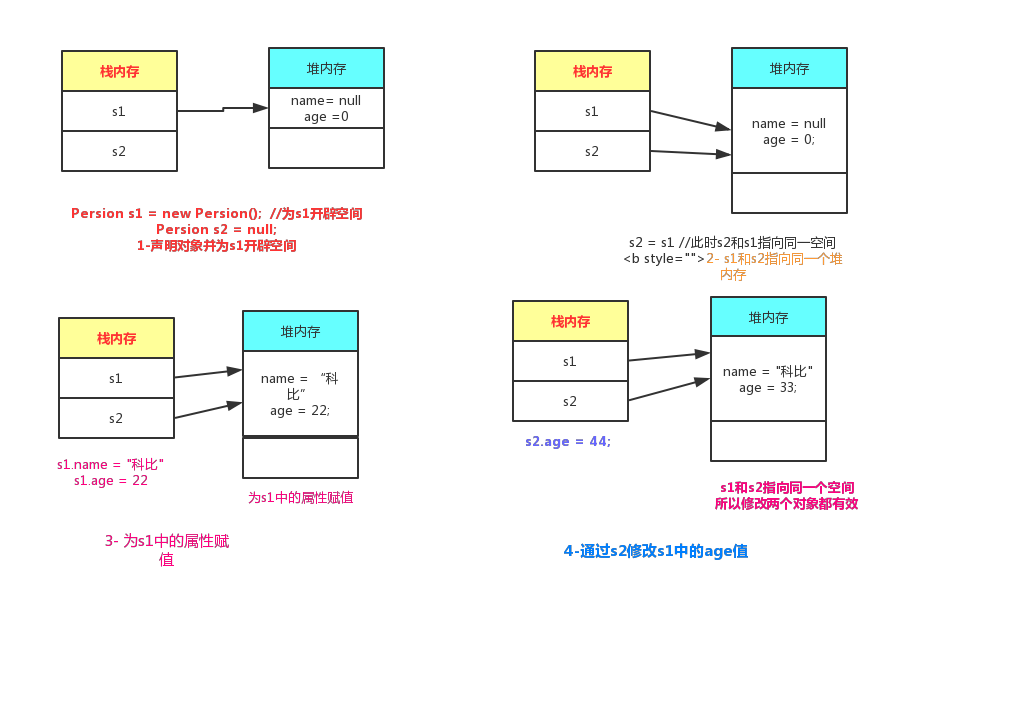 栈内存
堆内存
s1
name= null
age =0
s2
Persion s1 = new Persion();  //为s1开辟空间
Persion s2 = null;
1-声明对象并为s1开辟空间
栈内存
堆内存
s1
s2
name = null
age = 0;
s2 = s1 //此时s2和s1指向同一空间
<b style="">2- s1和s2指向同一个堆
内存
栈内存
堆内存
s1
s2
name = “科
比”
age = 22;
s1.name = "科比"
s1.age = 22
为s1中的属性赋值
3- 为s1中的属性赋
值
栈内存
堆内存
s1
s2
name = "科比"
age = 33;
s2.age = 44;
s1和s2指向同一个空间
所以修改两个对象都有效
4-通过s2修改s1中的age值